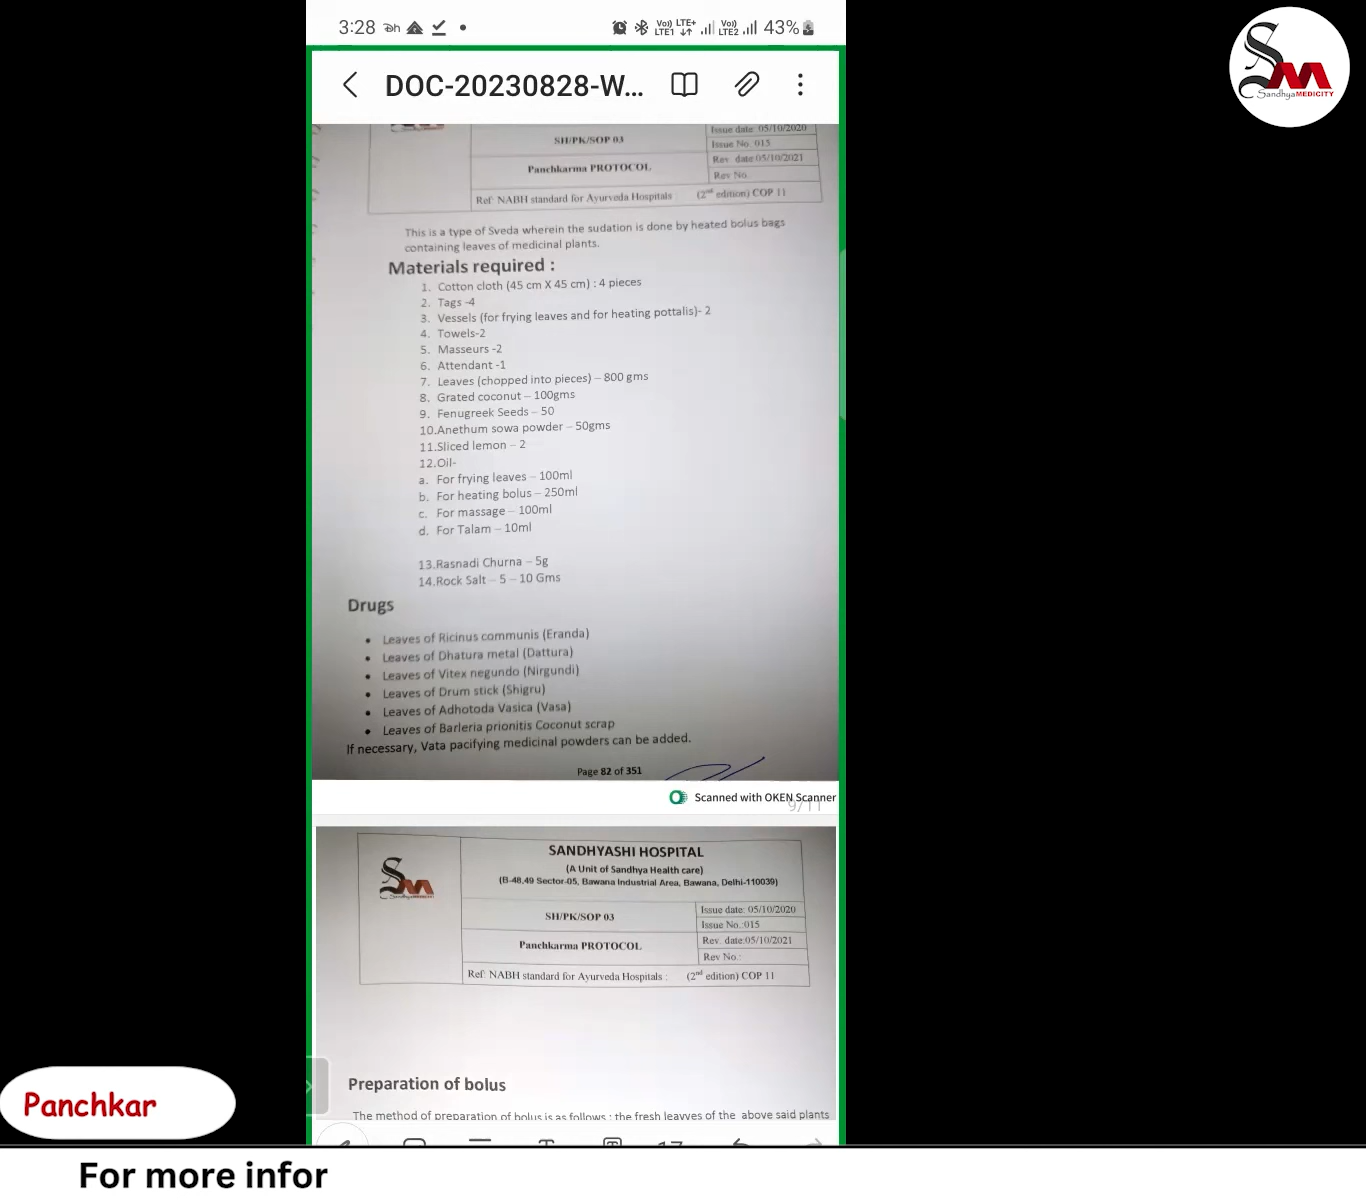 3:28
Vo)) LTE+
LTE1
Vo))
LTE2
43%
DOC-20230828-W...
SM
Sandhya MEDICITY
SH/PK/SOP 03
Issue date: 05/10/2020
Issue No.:015
Panchkarma PROTOCOL
Rev. date:05/10/2021
Rev No.
Ref: NABH standard for Ayurveda Hospitals : (2nd edition) COP 11
This is a type of Sveda wherein the sudation is done by heated bolus bags
containing leaves of medicinal plants.
Materials required :
1. Cotton cloth (45 cm X 45 cm) : 4 pieces
2. Tags -4
3. Vessels (for frying leaves and for heating pottalis)- 2
4. Towels-2
5. Masseurs -2
6. Attendant -1
7. Leaves (chopped into pieces) – 800 gms
8. Grated coconut – 100gms
9. Fenugreek Seeds – 50
10.Anethum sowa powder – 50gms
11.Sliced lemon – 2
12.Oil-
a. For frying leaves – 100ml
b. For heating bolus – 250ml
c. For massage – 100ml
d. For Talam – 10ml
13.Rasnadi Churna – 5g
14.Rock Salt – 5 – 10 Gms
Drugs
• Leaves of Ricinus communis (Eranda)
• Leaves of Dhatura metal (Dattura)
• Leaves of Vitex negundo (Nirgundi)
• Leaves of Drum stick (Shigru)
• Leaves of Adhotoda Vasica (Vasa)
• Leaves of Barleria prionitis Coconut scrap
If necessary, Vata pacifying medicinal powders can be added.
Page 82 of 351
Scanned with OKEN Scanner
9/11
SM
SANDHYASHI HOSPITAL
(A Unit of Sandhya Health care)
(B-48,49 Sector-05, Bawana Industrial Area, Bawana, Delhi-110039)
SH/PK/SOP 03
Issue date: 05/10/2020
Issue No.:015
Panchkarma PROTOCOL
Rev. date:05/10/2021
Rev No.:
Ref: NABH standard for Ayurveda Hospitals : (2nd edition) COP 11
Preparation of bolus
The method of preparation of bolus is as follows : the fresh leavves of the above said plants
Panchkar
For more infor